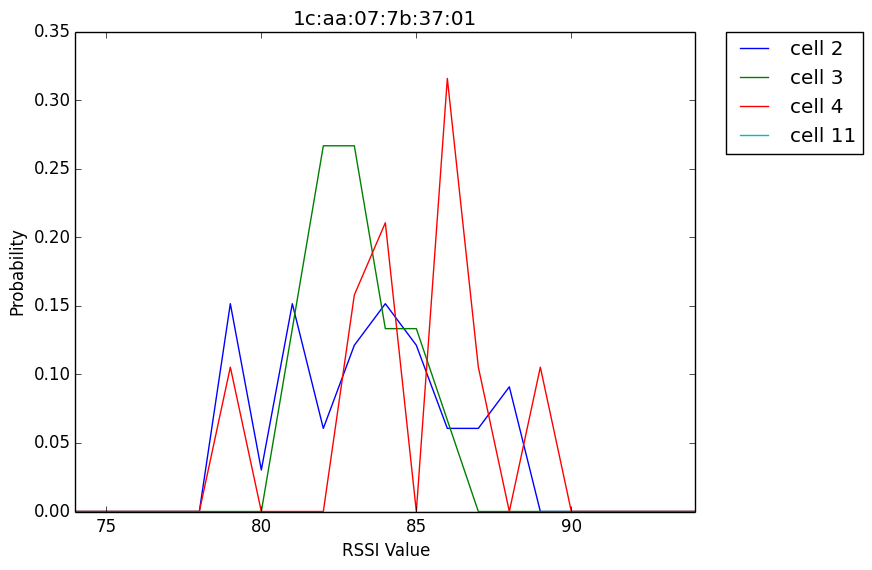 1c:aa:07:7b:37:01
0.35
0.30
0.25
0.20
0.15
0.10
0.05
0.00
Probability
75 80 85 90
RSSI Value
cell 2
cell 3
cell 4
cell 11